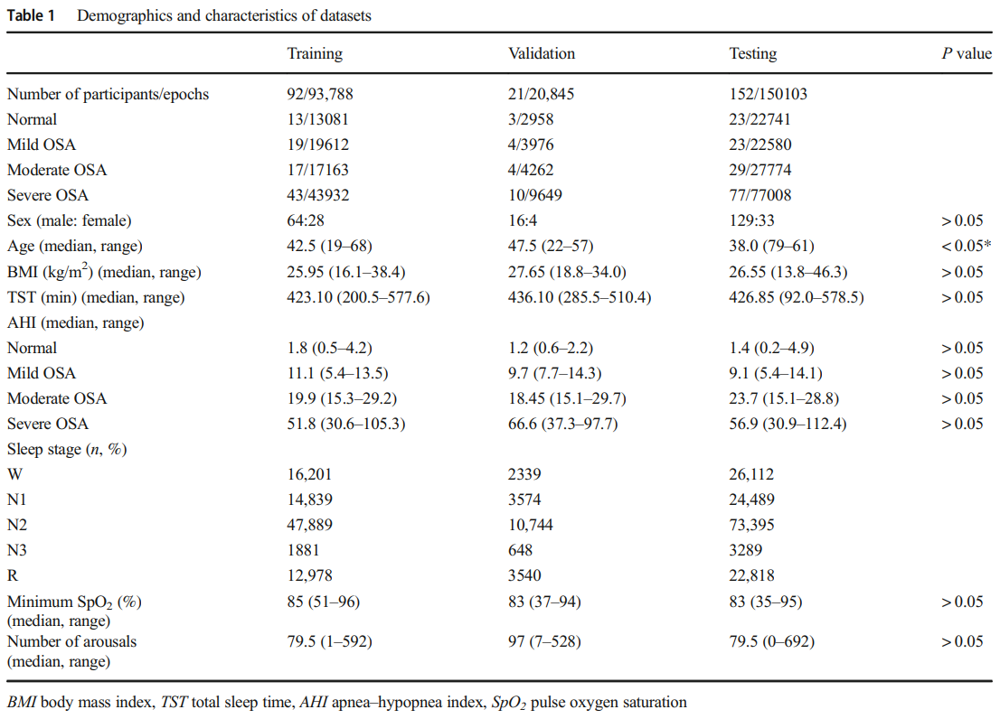 Table 1 Demographics and characteristics of datasets
Training Validation Testing P value
Number of participants/epochs 92/93,788 21/20,845 152/150103
Normal 13/13081 3/2958 23/22741
Mild OSA 19/19612 4/3976 23/22580
Moderate OSA 17/17163 4/4262 29/27774
Severe OSA 43/43932 10/9649 77/77008
Sex (male: female) 64:28 16:4 129:33 > 0.05
Age (median, range) 42.5 (19–68) 47.5 (22–57) 38.0 (79–61) < 0.05*
BMI (kg/m2) (median, range) 25.95 (16.1–38.4) 27.65 (18.8–34.0) 26.55 (13.8–46.3) > 0.05
TST (min) (median, range) 423.10 (200.5–577.6) 436.10 (285.5–510.4) 426.85 (92.0–578.5) > 0.05
AHI (median, range)
Normal 1.8 (0.5–4.2) 1.2 (0.6–2.2) 1.4 (0.2–4.9) > 0.05
Mild OSA 11.1 (5.4–13.5) 9.7 (7.7–14.3) 9.1 (5.4–14.1) > 0.05
Moderate OSA 19.9 (15.3–29.2) 18.45 (15.1–29.7) 23.7 (15.1–28.8) > 0.05
Severe OSA 51.8 (30.6–105.3) 66.6 (37.3–97.7) 56.9 (30.9–112.4) > 0.05
Sleep stage (n, %)
W 16,201 2339 26,112
N1 14,839 3574 24,489
N2 47,889 10,744 73,395
N3 1881 648 3289
R 12,978 3540 22,818
Minimum SpO2 (%) 85 (51–96) 83 (37–94) 83 (35–95) > 0.05
(median, range)
Number of arousals 79.5 (1–592) 97 (7–528) 79.5 (0–692) > 0.05
(median, range)
BMI body mass index, TST total sleep time, AHI apnea–hypopnea index, SpO2 pulse oxygen saturation